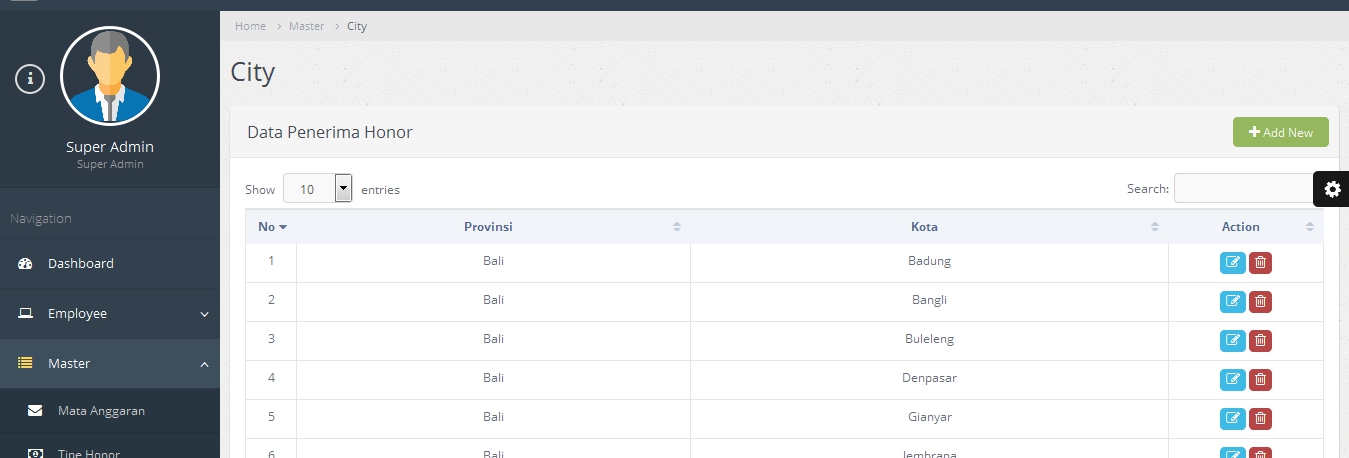 Home > Master > City
City
Super Admin
Super Admin
Navigation
Dashboard
Employee
Master
Mata Anggaran
Tipe Honor
Data Penerima Honor
Add New
Show 10 entries
Search:
No Provinsi Kota Action
1 Bali Badung
2 Bali Bangli
3 Bali Buleleng
4 Bali Denpasar
5 Bali Gianyar
6 Bali Jembrana